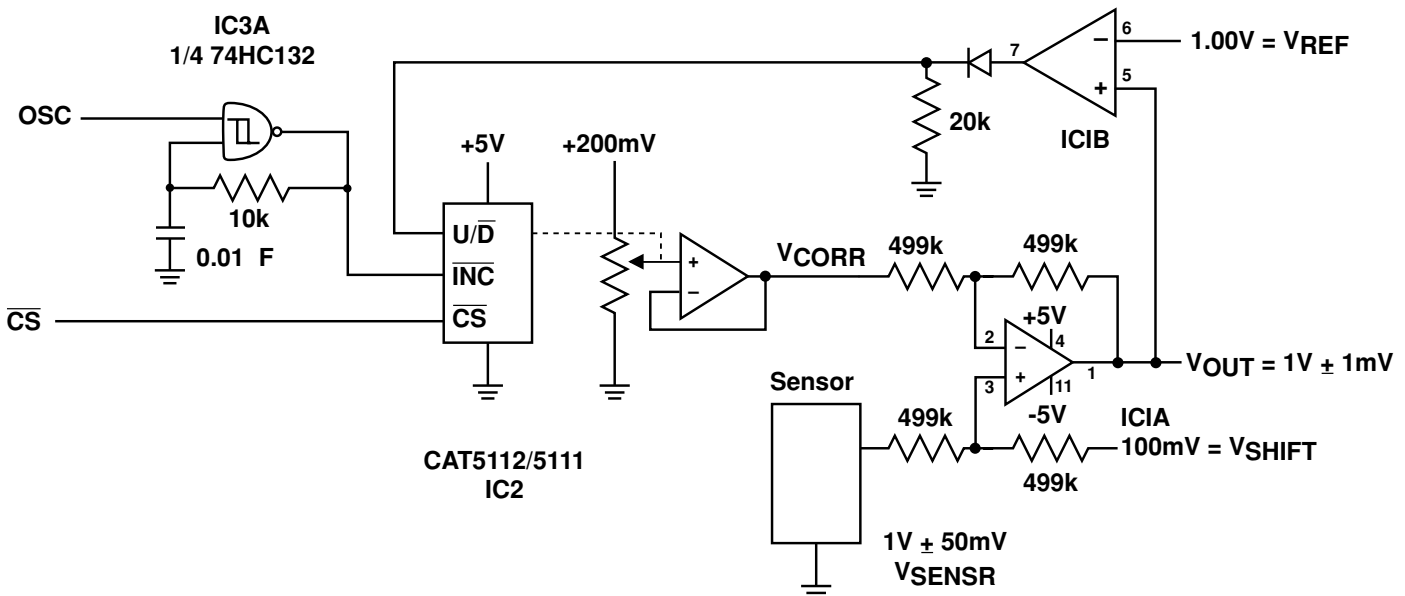 IC3A
1/4 74HC132
OSC
10k
0.01 F
CS
+5V
U/D
INC
CS
+200mV
CAT5112/5111
IC2
+
–
VCORR
20k
7
–
6
+
5
ICIB
1.00V = VREF
499k
499k
+5V
2
–
4
3
+
11
1
-5V
VOUT = 1V ± 1mV
Sensor
499k
499k
ICIA
100mV = VSHIFT
1V ± 50mV
VSENSR